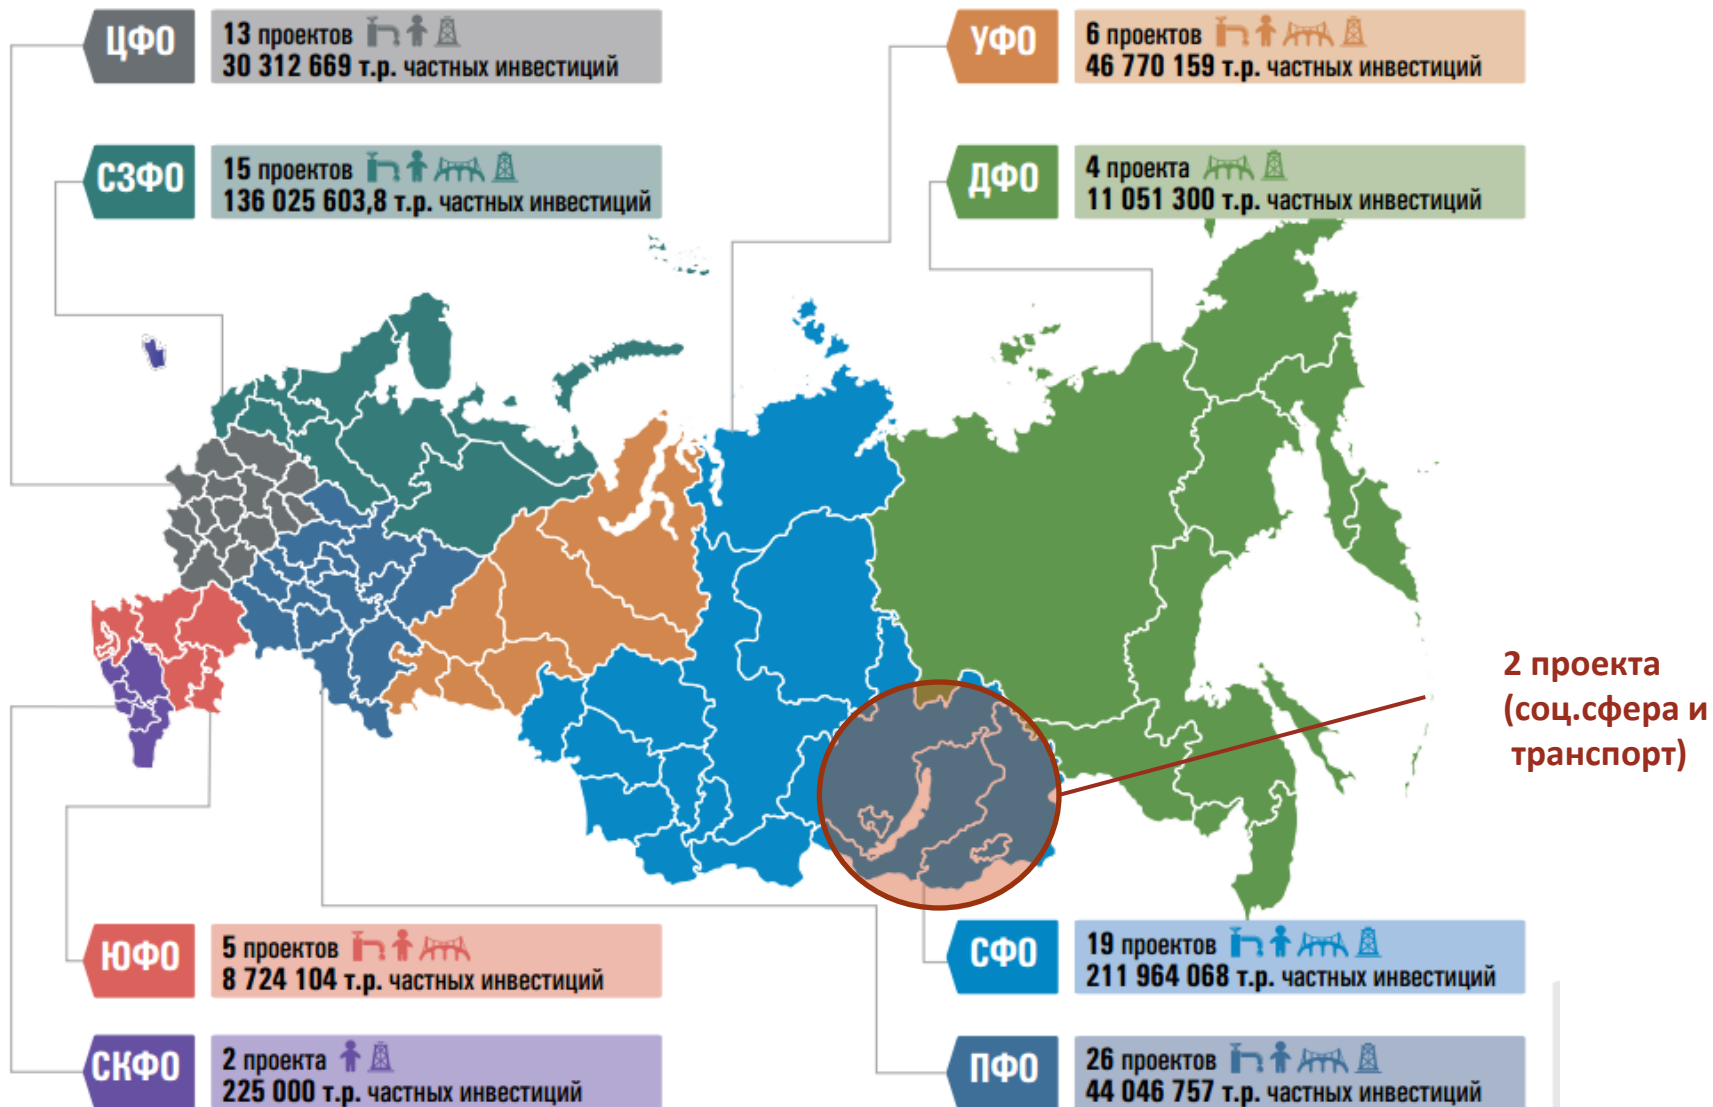 ЦФО
13 проектов
30 312 669 т.р. частных инвестиций
СЗФО
15 проектов
136 025 603,8 т.р. частных инвестиций
УФО
6 проектов
46 770 159 т.р. частных инвестиций
ДФО
4 проекта
11 051 300 т.р. частных инвестиций
2 проекта
(соц.сфера и
транспорт)
ЮФО
5 проектов
8 724 104 т.р. частных инвестиций
СКФО
2 проекта
225 000 т.р. частных инвестиций
СФО
19 проектов
211 964 068 т.р. частных инвестиций
ПФО
26 проектов
44 046 757 т.р. частных инвестиций